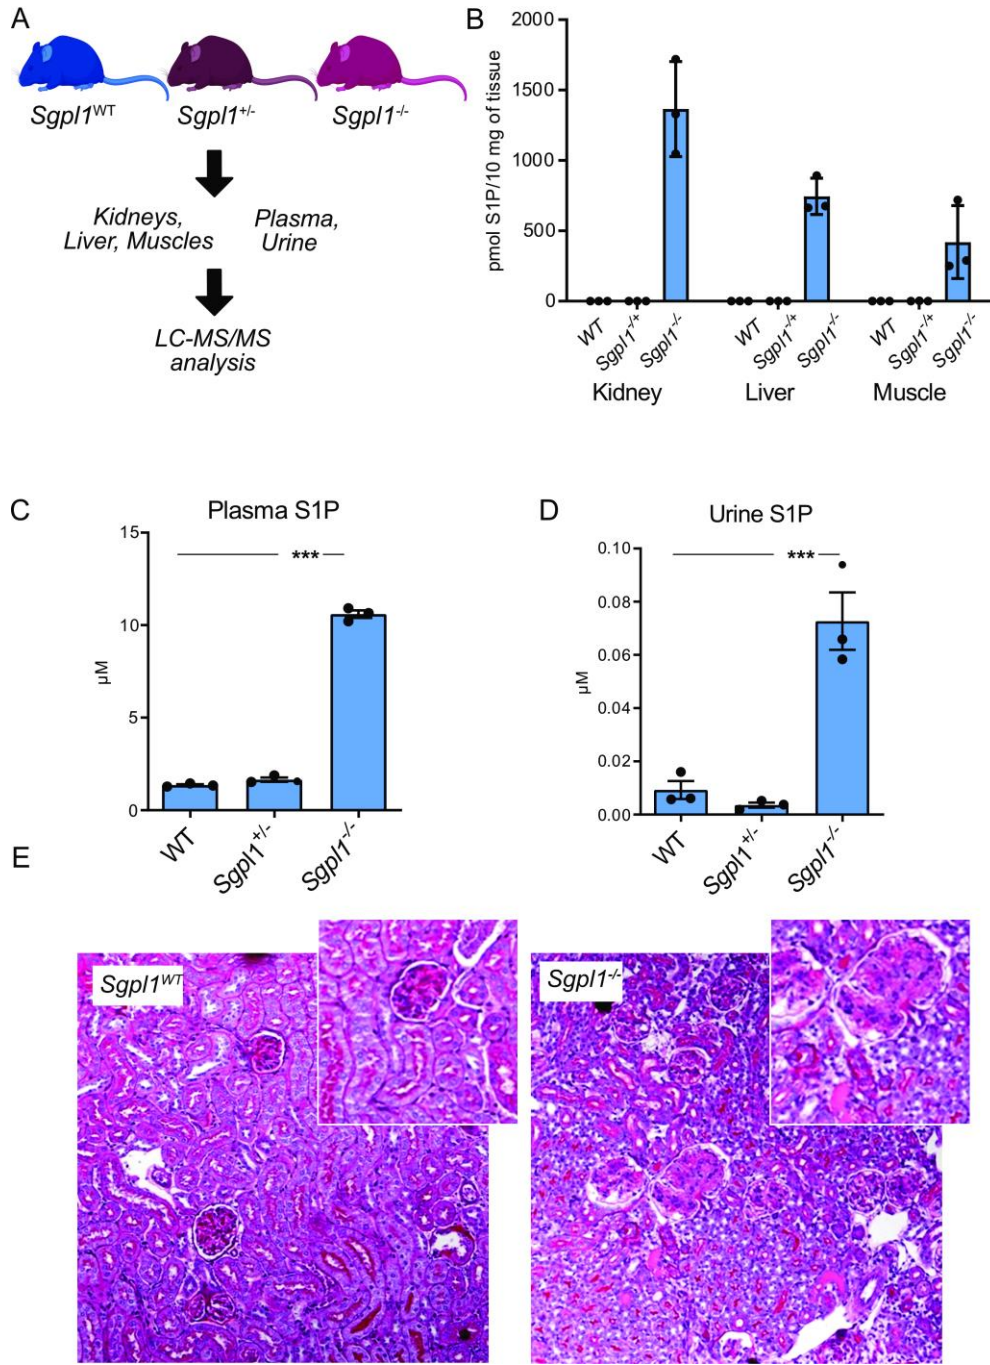 A
Sgpl1WT Sgpl1+/- Sgpl1-/-
Kidneys,
Liver, Muscles
Plasma,
Urine
LC-MS/MS
analysis
B
pmol S1P/10 mg of tissue
2000
1500
1000
500
0
WT Sgpl1-/+ Sgpl1-/- WT Sgpl1-/+ Sgpl1-/- WT Sgpl1-/+ Sgpl1-/-
Kidney Liver Muscle
C
Plasma S1P
µM
15
10
5
0
***
WT Sgpl1+/- Sgpl1-/-
D
Urine S1P
µM
0.10
0.08
0.06
0.04
0.02
0.00
***
WT Sgpl1+/- Sgpl1-/-
E
Sgpl1WT
Sgpl1-/-